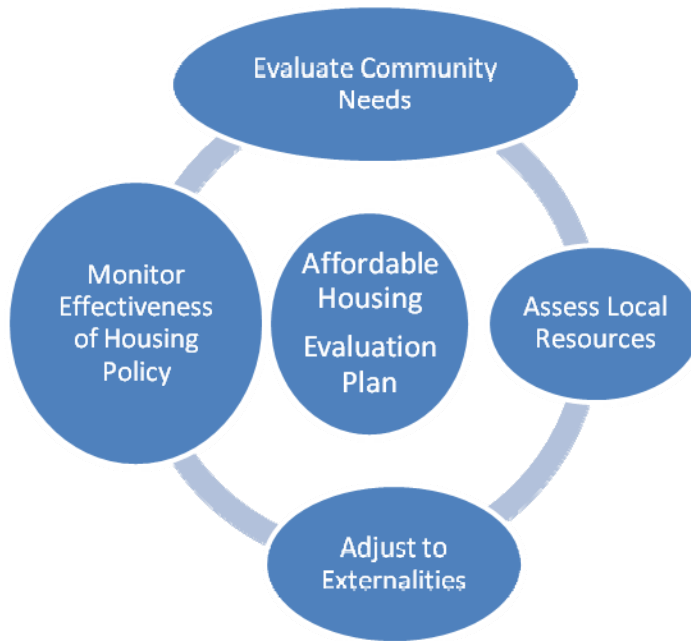 Evaluate Community
Needs
Affordable
Housing
Evaluation
Plan
Assess Local
Resources
Adjust to
Externalities
Monitor
Effectiveness
of Housing
Policy